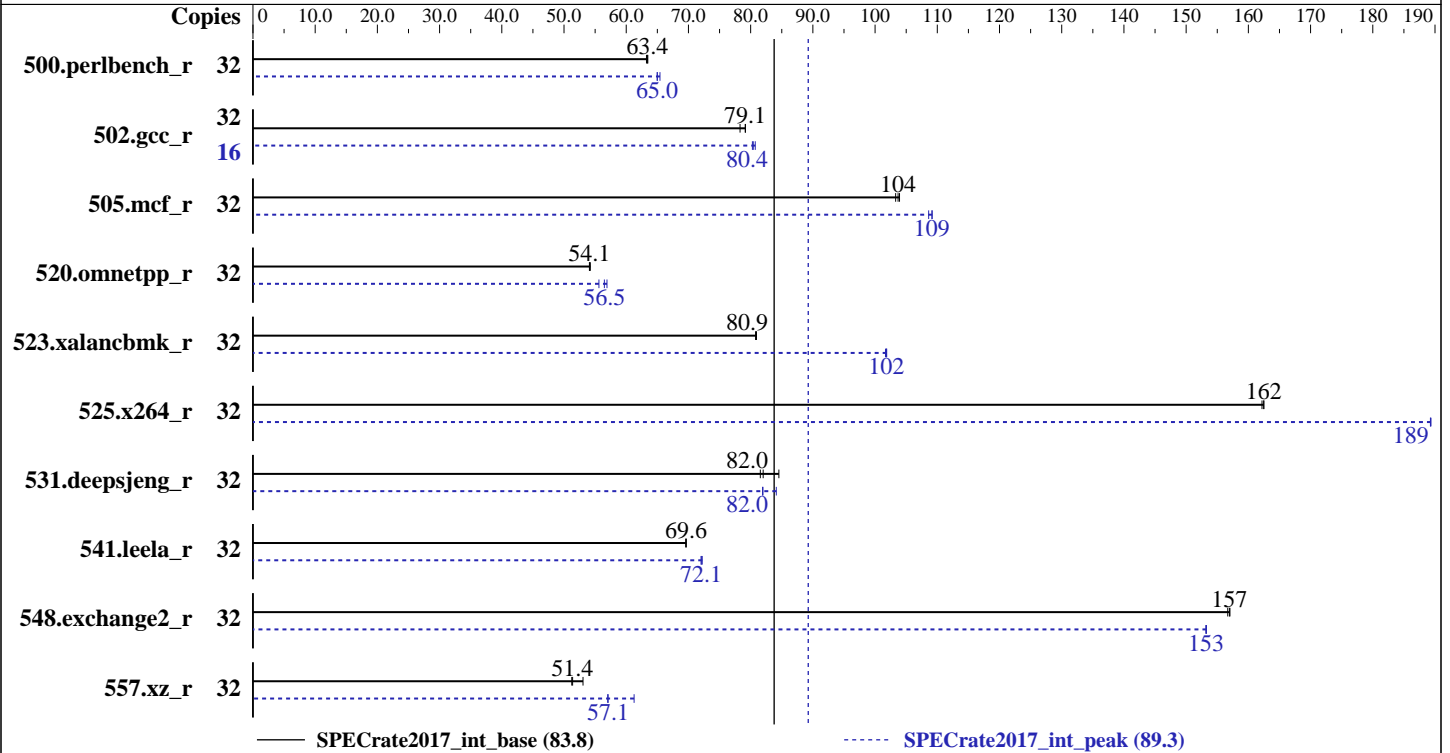 Copies 0 10.0 20.0 30.0 40.0 50.0 60.0 70.0 80.0 90.0 100 110 120 130 140 150 160 170 180 190
63.4
500.perlbench_r 32
65.0
32 79.1
502.gcc_r
16 80.4
104
505.mcf_r 32
109
54.1
520.omnetpp_r 32
56.5
80.9
523.xalancbmk_r 32
102
162
525.x264_r 32
189
82.0
531.deepsjeng_r 32
82.0
69.6
541.leela_r 32
72.1
157
548.exchange2_r 32
153
51.4
557.xz_r 32
57.1
SPECrate2017_int_base (83.8) SPECrate2017_int_peak (89.3)